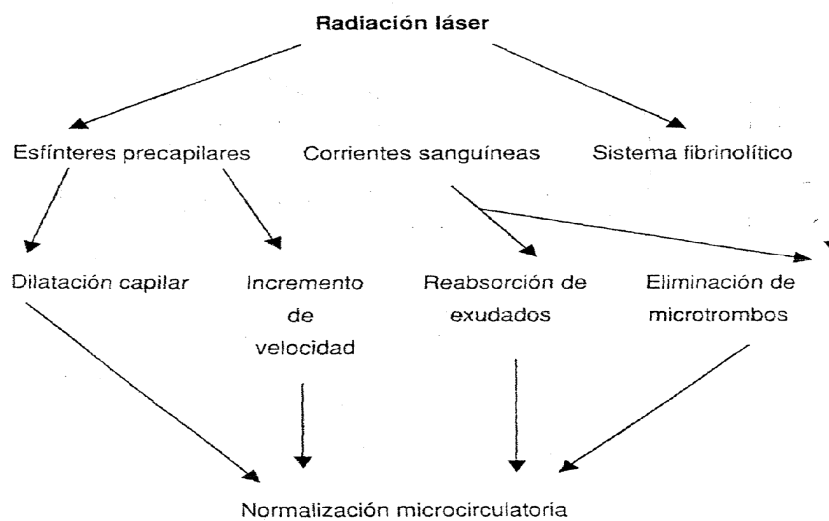 Radiación láser
Esfínteres precapilares
Corrientes sanguíneas
Sistema fibrinolítico
Dilatación capilar
Incremento
de
velocidad
Reabsorción de
exudados
Eliminación de
microtrombos
Normalización microcirculatoria